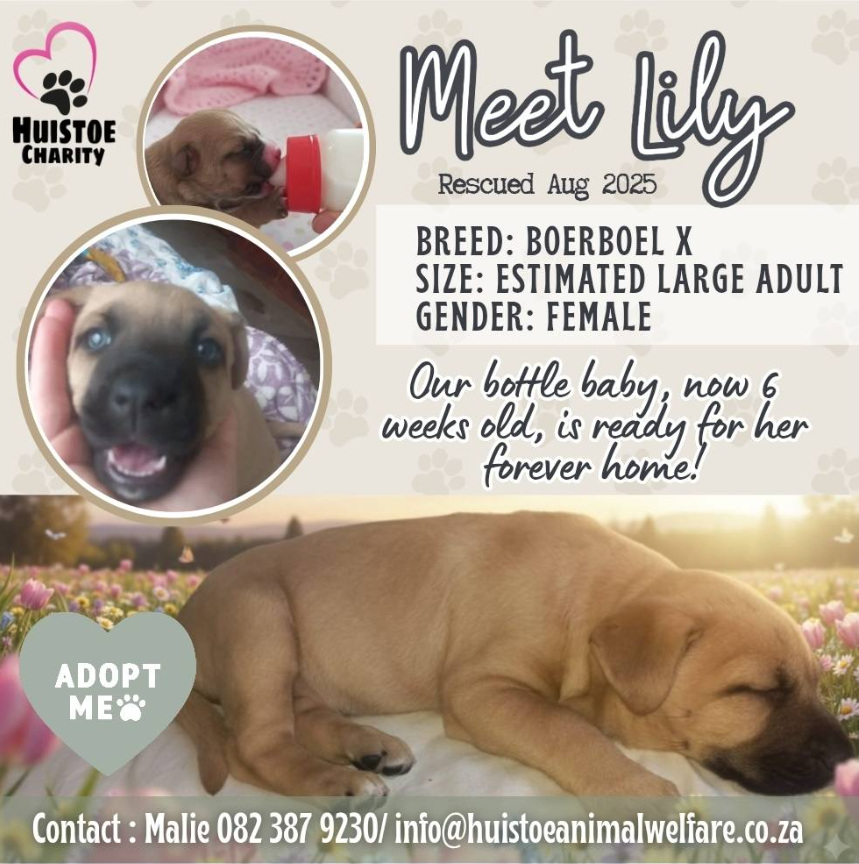 HUISTOE
CHARITY
Meet Lily
Rescued Aug 2025
BREED: BOERBOEL X
SIZE: ESTIMATED LARGE ADULT
GENDER: FEMALE
Our bottle baby, now 6
weeks old, is ready for her
forever home!
ADOPT
ME
Contact : Malie 082 387 9230/ info@huistoeanimalwelfare.co.za